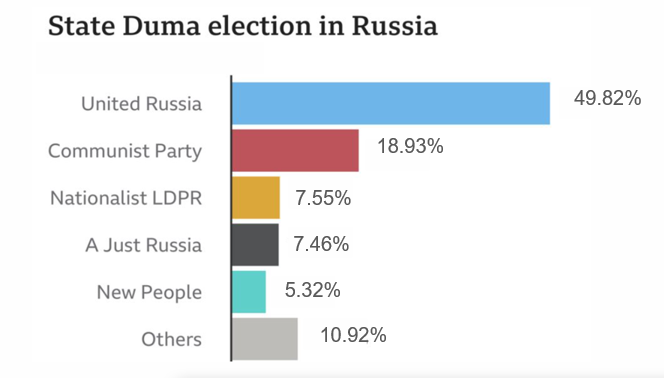 State Duma election in Russia
United Russia 49.82%
Communist Party 18.93%
Nationalist LDPR 7.55%
A Just Russia 7.46%
New People 5.32%
Others 10.92%